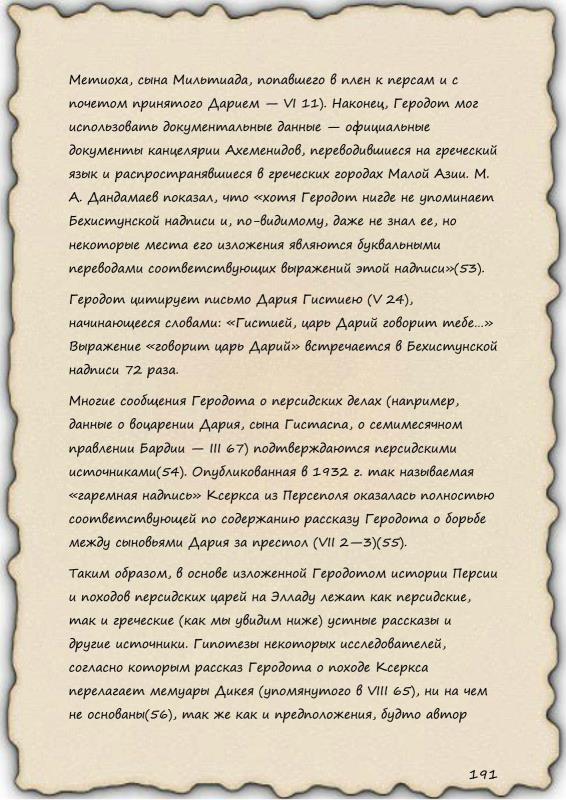 Метиоха, сына Мильтиада, попавшего в плен к персам и с
почетом принятого Дарием — VI 11). Наконец, Геродот мог
использовать документальные данные — официальные
документы канцелярии Ахеменидов, переводившиеся на греческий
язык и распространявшиеся в греческих городах Малой Азии. М.
А. Дандамаев показал, что «хотя Геродот нигде не упоминает
Бехистунской надписи и, по-видимому, даже не знал ее, но
некоторые места его изложения являются буквальными
переводами соответствующих выражений этой надписи»(53).
Геродот цитирует письмо Дария Гистиею (V 24),
начинающееся словами: «Гистией, царь Дарий говорит тебе...»
Выражение «говорит царь Дарий» встречается в Бехистунской
надписи 72 раза.
Многие сообщения Геродота о персидских делах (например,
данные о воцарении Дария, сына Гистаспа, о семимесячном
правлении Бардии — III 67) подтверждаются персидскими
источниками(54). Опубликованная в 1932 г. так называемая
«гаремная надпись» Ксеркса из Персеполя оказалась полностью
соответствующей по содержанию рассказу Геродота о борьбе
между сыновьями Дария за престол (VII 2—3)(55).
Таким образом, в основе изложенной Геродотом истории Персии
и походов персидских царей на Элладу лежат как персидские,
так и греческие (как мы увидим ниже) устные рассказы и
другие источники. Гипотезы некоторых исследователей,
согласно которым рассказ Геродота о походе Ксеркса
перелагает мемуары Дикея (упомянутого в VIII 65), ни на чем
не основаны(56), так же как и предположения, будто автор
191